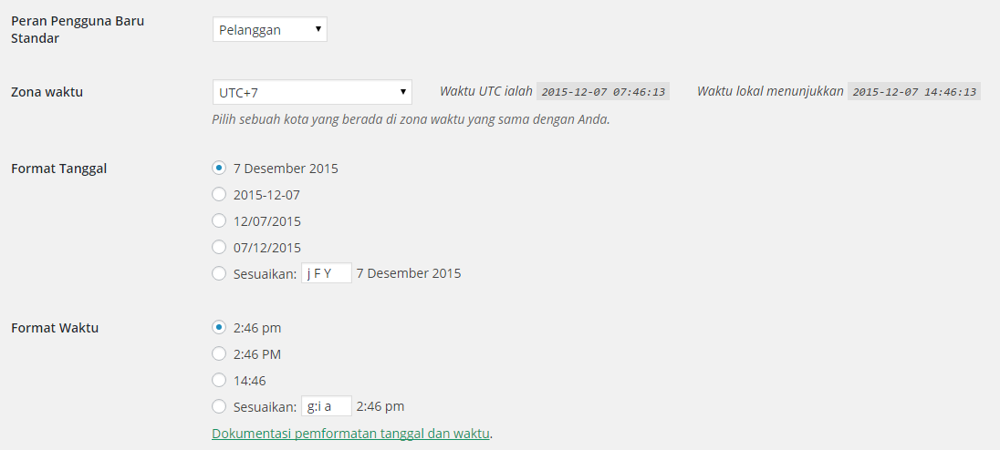 Peran Pengguna Baru
Standar
Pelanggan
Zona waktu
UTC+7
Waktu UTC ialah 2015-12-07 07:46:13
Waktu lokal menunjukkan 2015-12-07 14:46:13
Pilih sebuah kota yang berada di zona waktu yang sama dengan Anda.
Format Tanggal
7 Desember 2015
2015-12-07
12/07/2015
07/12/2015
Sesuaikan: j F Y 7 Desember 2015
Format Waktu
2:46 pm
2:46 PM
14:46
Sesuaikan: g:i a 2:46 pm
Dokumentasi pemformatan tanggal dan waktu.